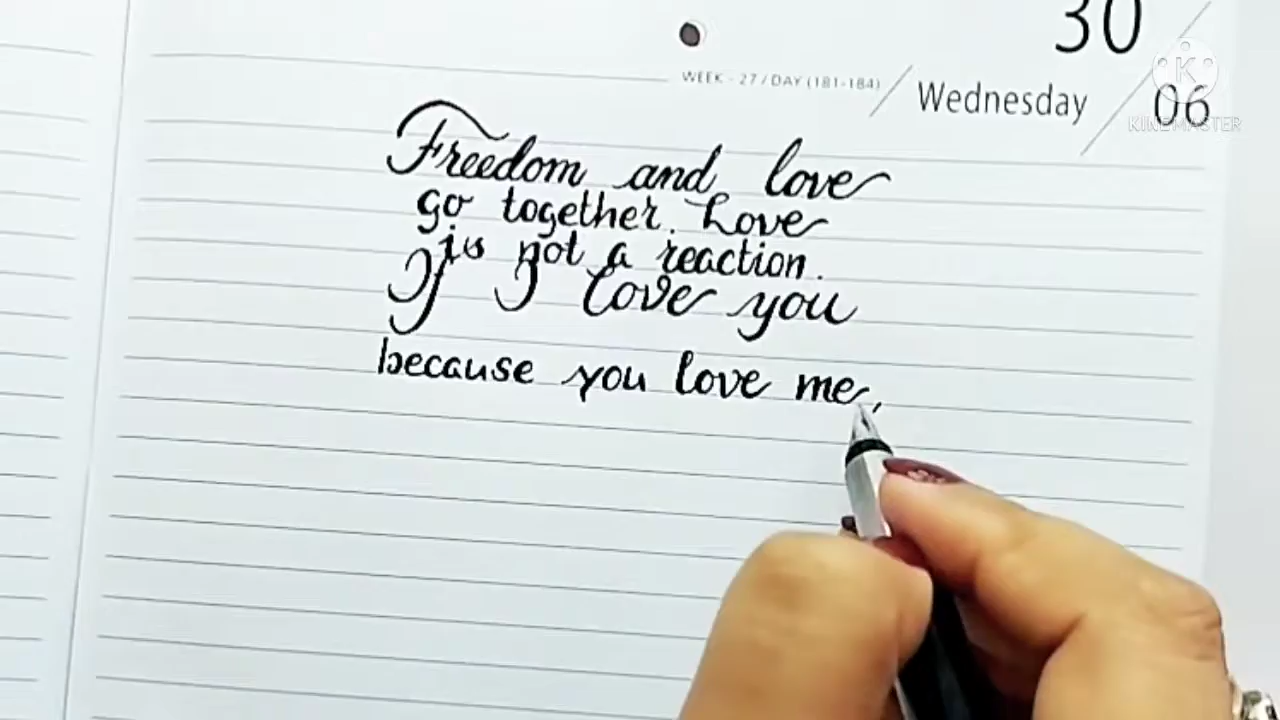 30
WEEK - 27 / DAY (181-184)
Wednesday
06
KINEMASTER
Freedom and love
go together. Love
is not a reaction.
If I love you
because you love me,